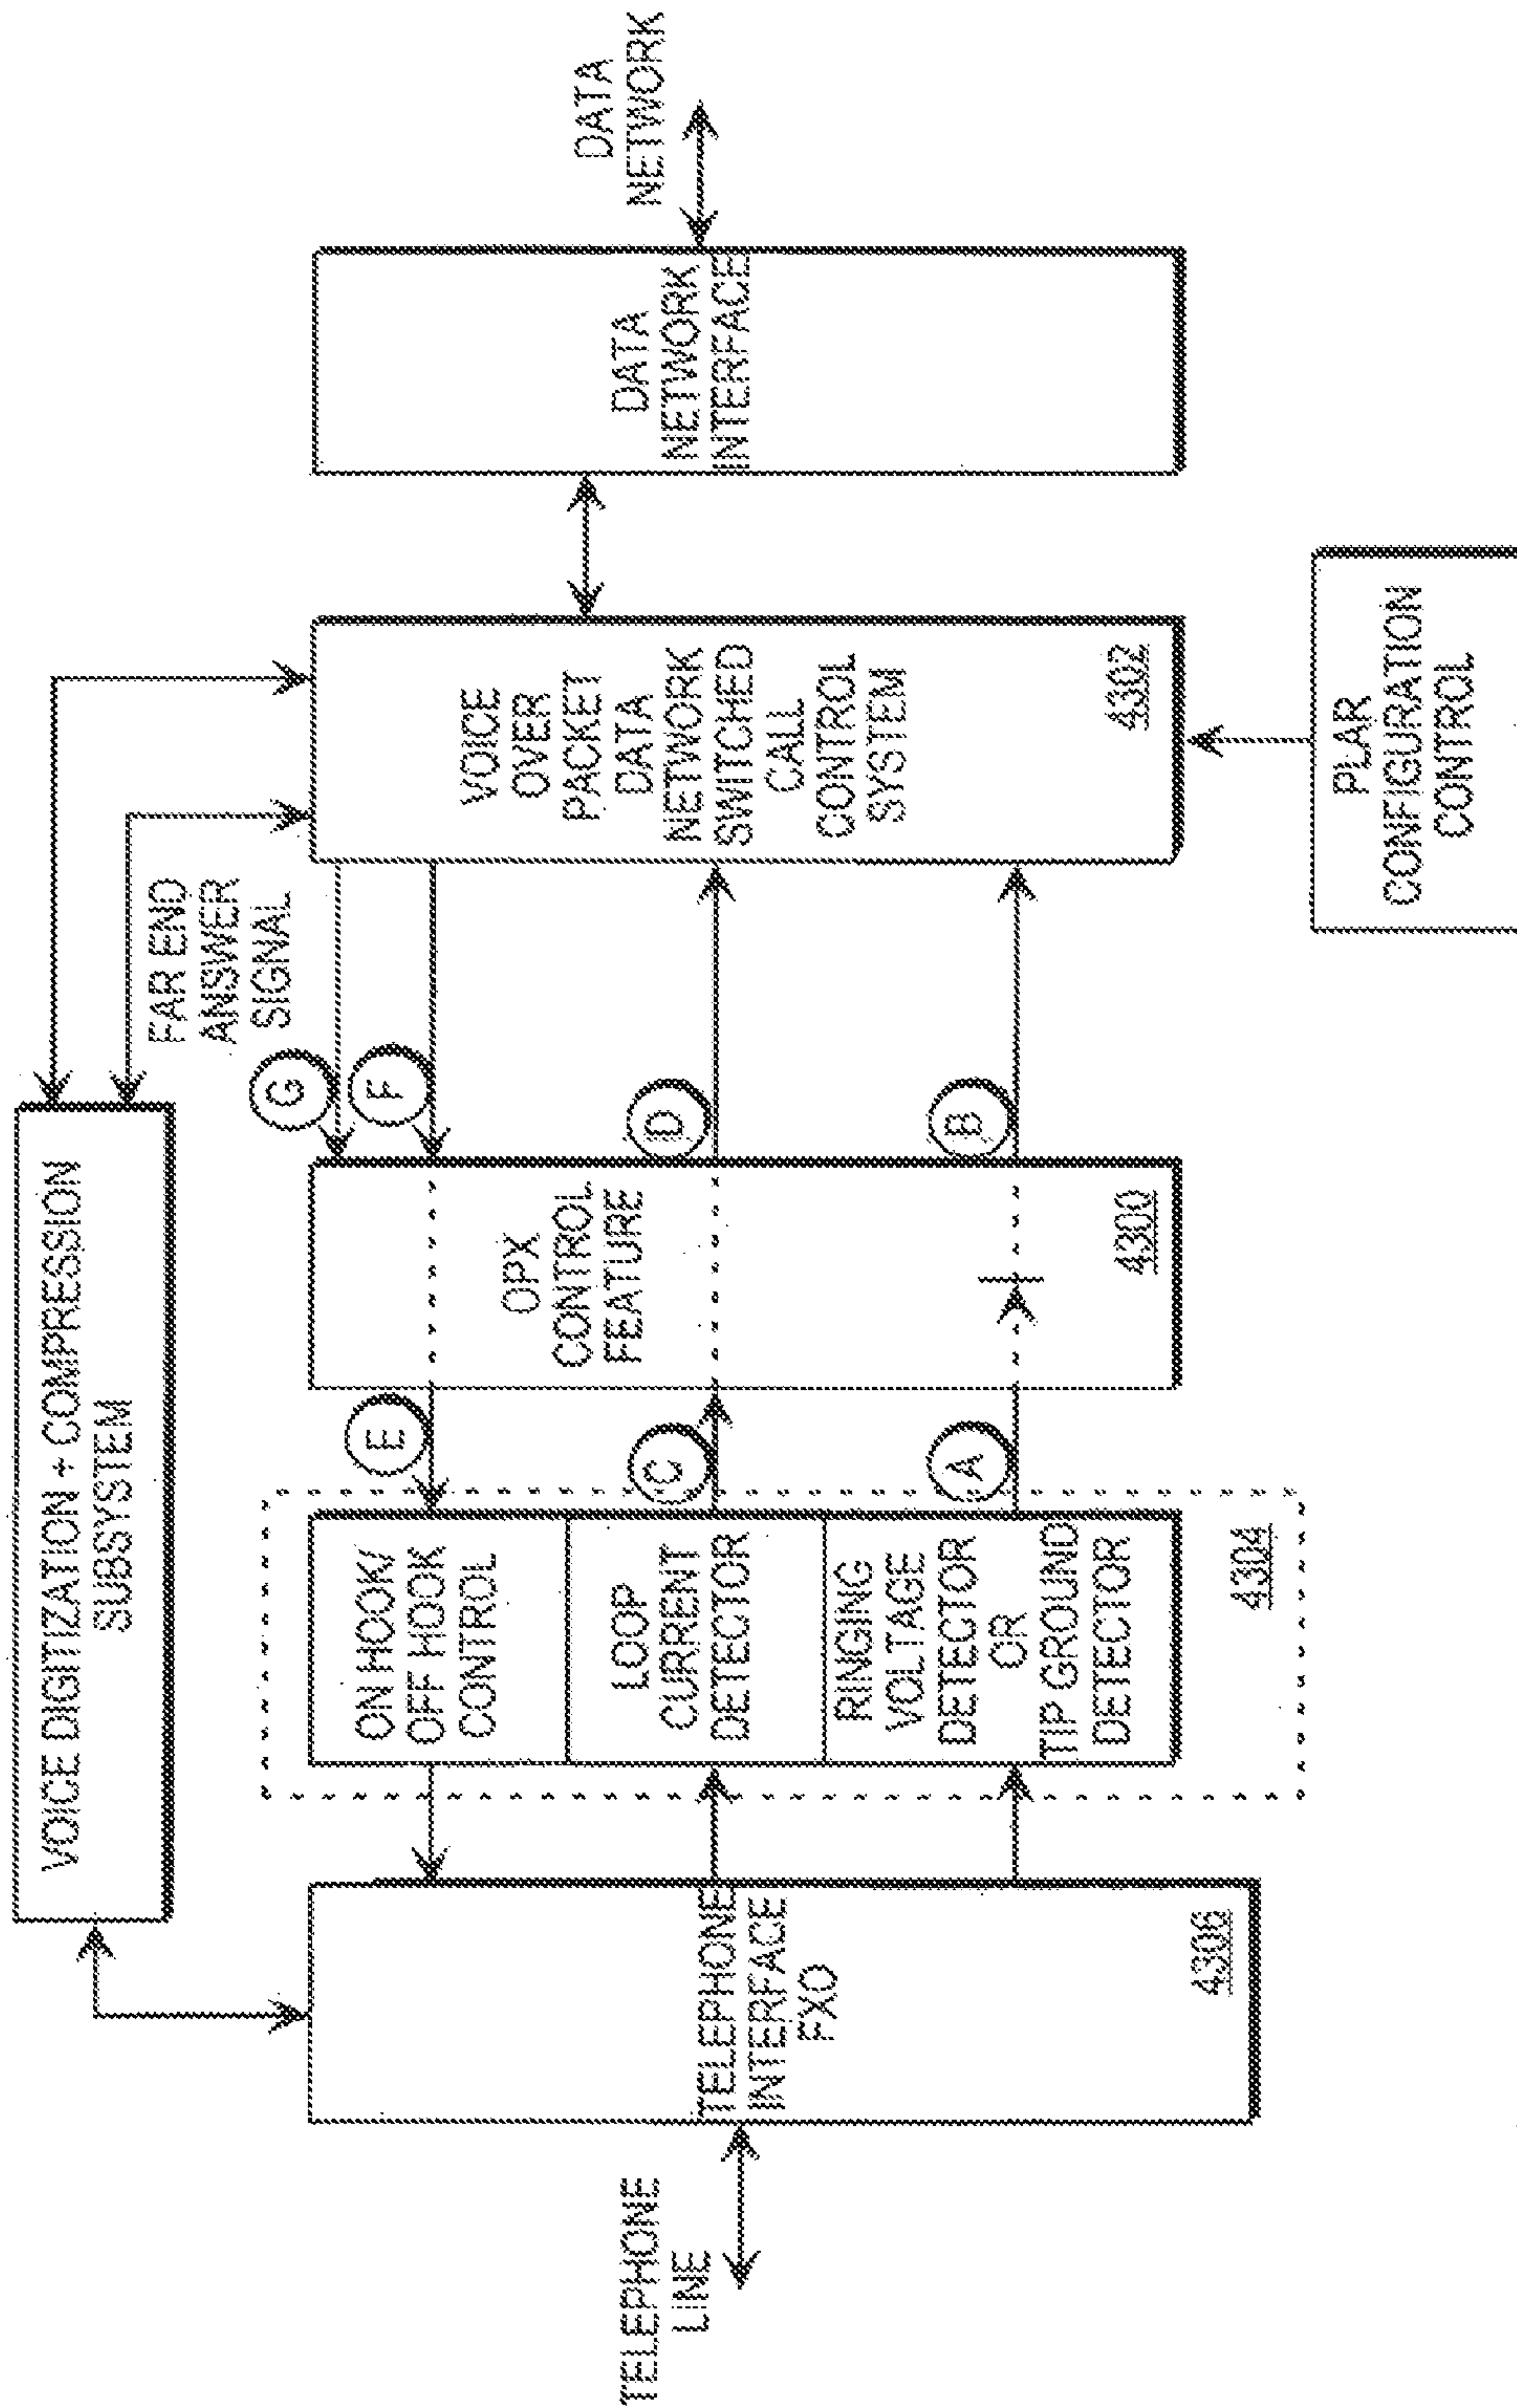 VOICE DIGITIZATION + COMPRESSION
SUBSYSTEM
FAR END
ANSWER
SIGNAL
TELEPHONE
LINE
TELEPHONE
INTERFACE
FXO
4306
ON HOOK/
OFF HOOK
CONTROL
LOOP
CURRENT
DETECTOR
RINGING
VOLTAGE
DETECTOR
OR
TIP GROUND
DETECTOR
4304
E
C
A
OPX
CONTROL
FEATURE
4300
G
F
D
B
VOICE
OVER
PACKET
DATA
NETWORK
SWITCHED
CALL
CONTROL
SYSTEM
4302
PLAR
CONFIGURATION
CONTROL
DATA
NETWORK
INTERFACE
DATA
NETWORK